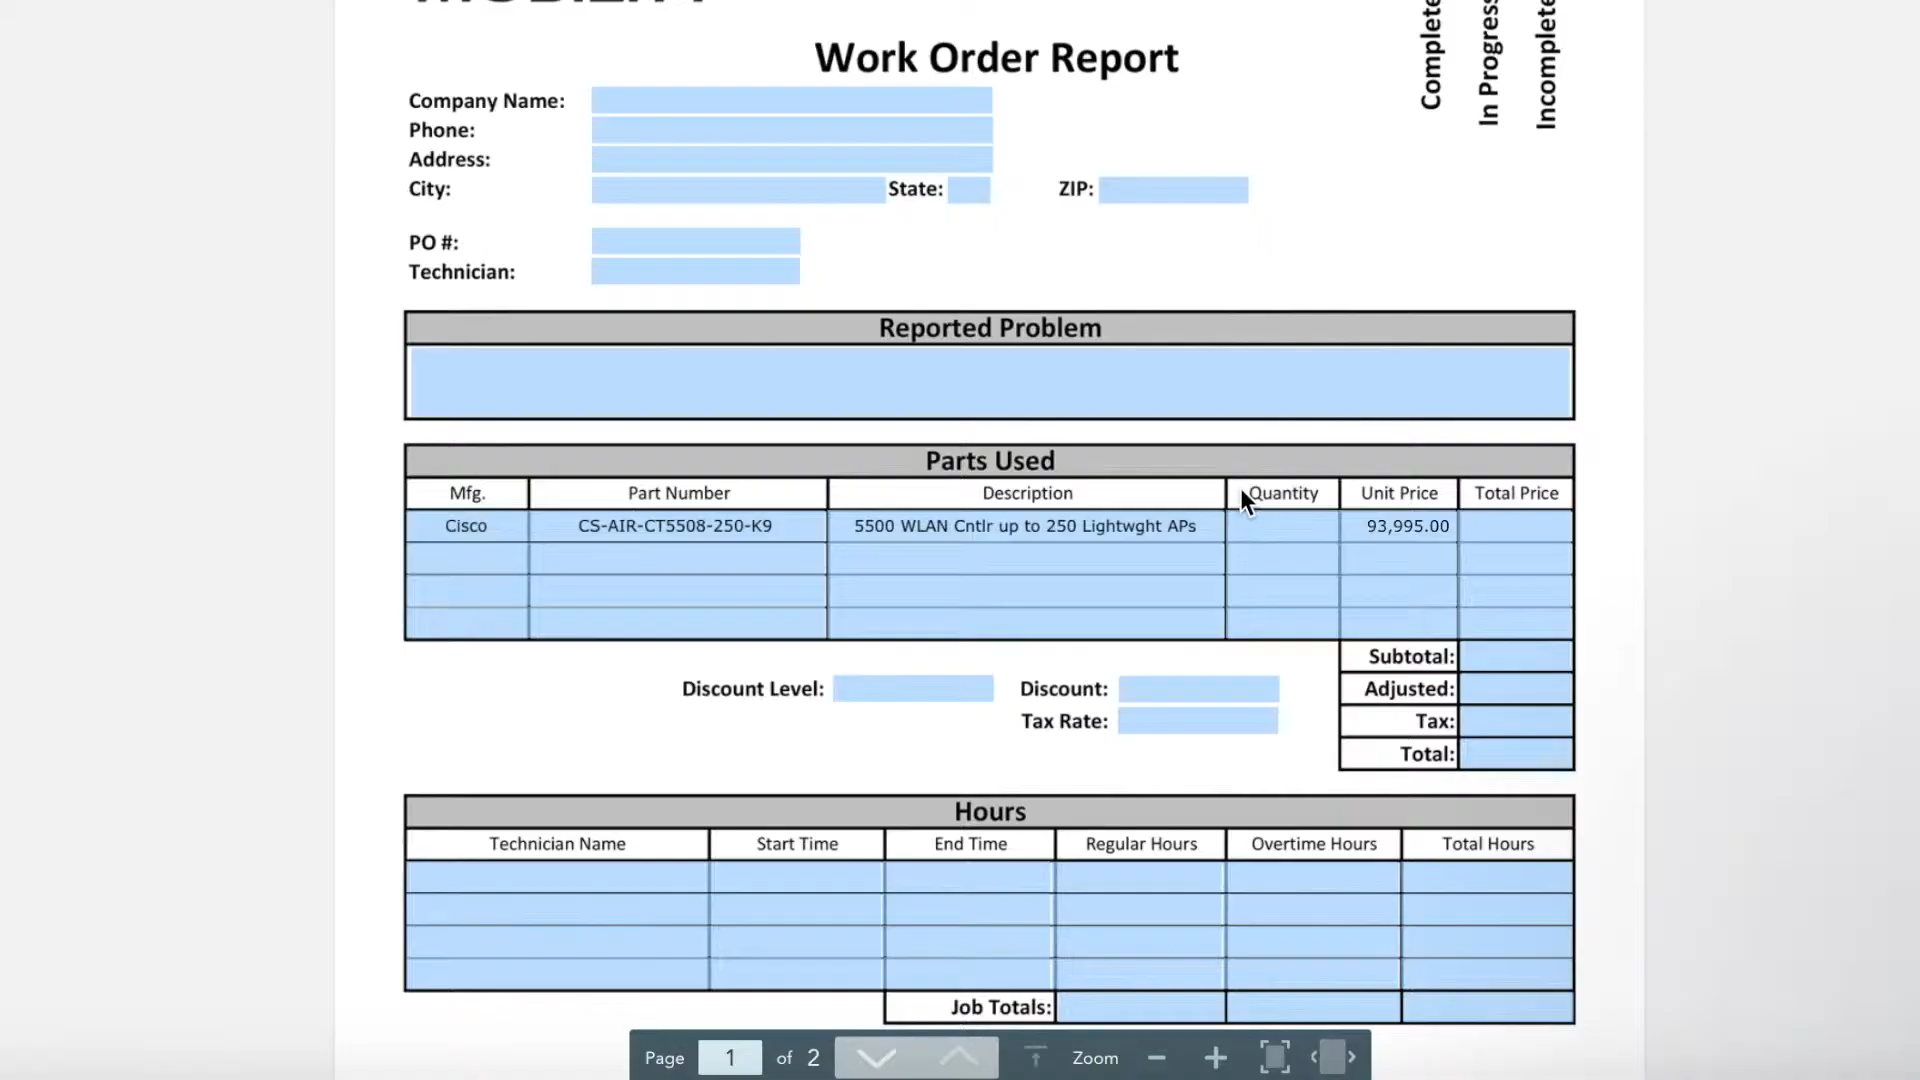 MOBILITY
Work Order Report
Complete
In Progress
Incomplete
Company Name:
Phone:
Address:
City: State: ZIP:
PO #:
Technician:
Reported Problem
Parts Used
Mfg. Part Number Description Quantity Unit Price Total Price
Cisco CS-AIR-CT5508-250-K9 5500 WLAN Cntlr up to 250 Lightwght APs 93,995.00
Subtotal:
Discount Level: Discount: Adjusted:
Tax Rate: Tax:
Total:
Hours
Technician Name Start Time End Time Regular Hours Overtime Hours Total Hours
Job Totals:
Page 1 of 2 Zoom